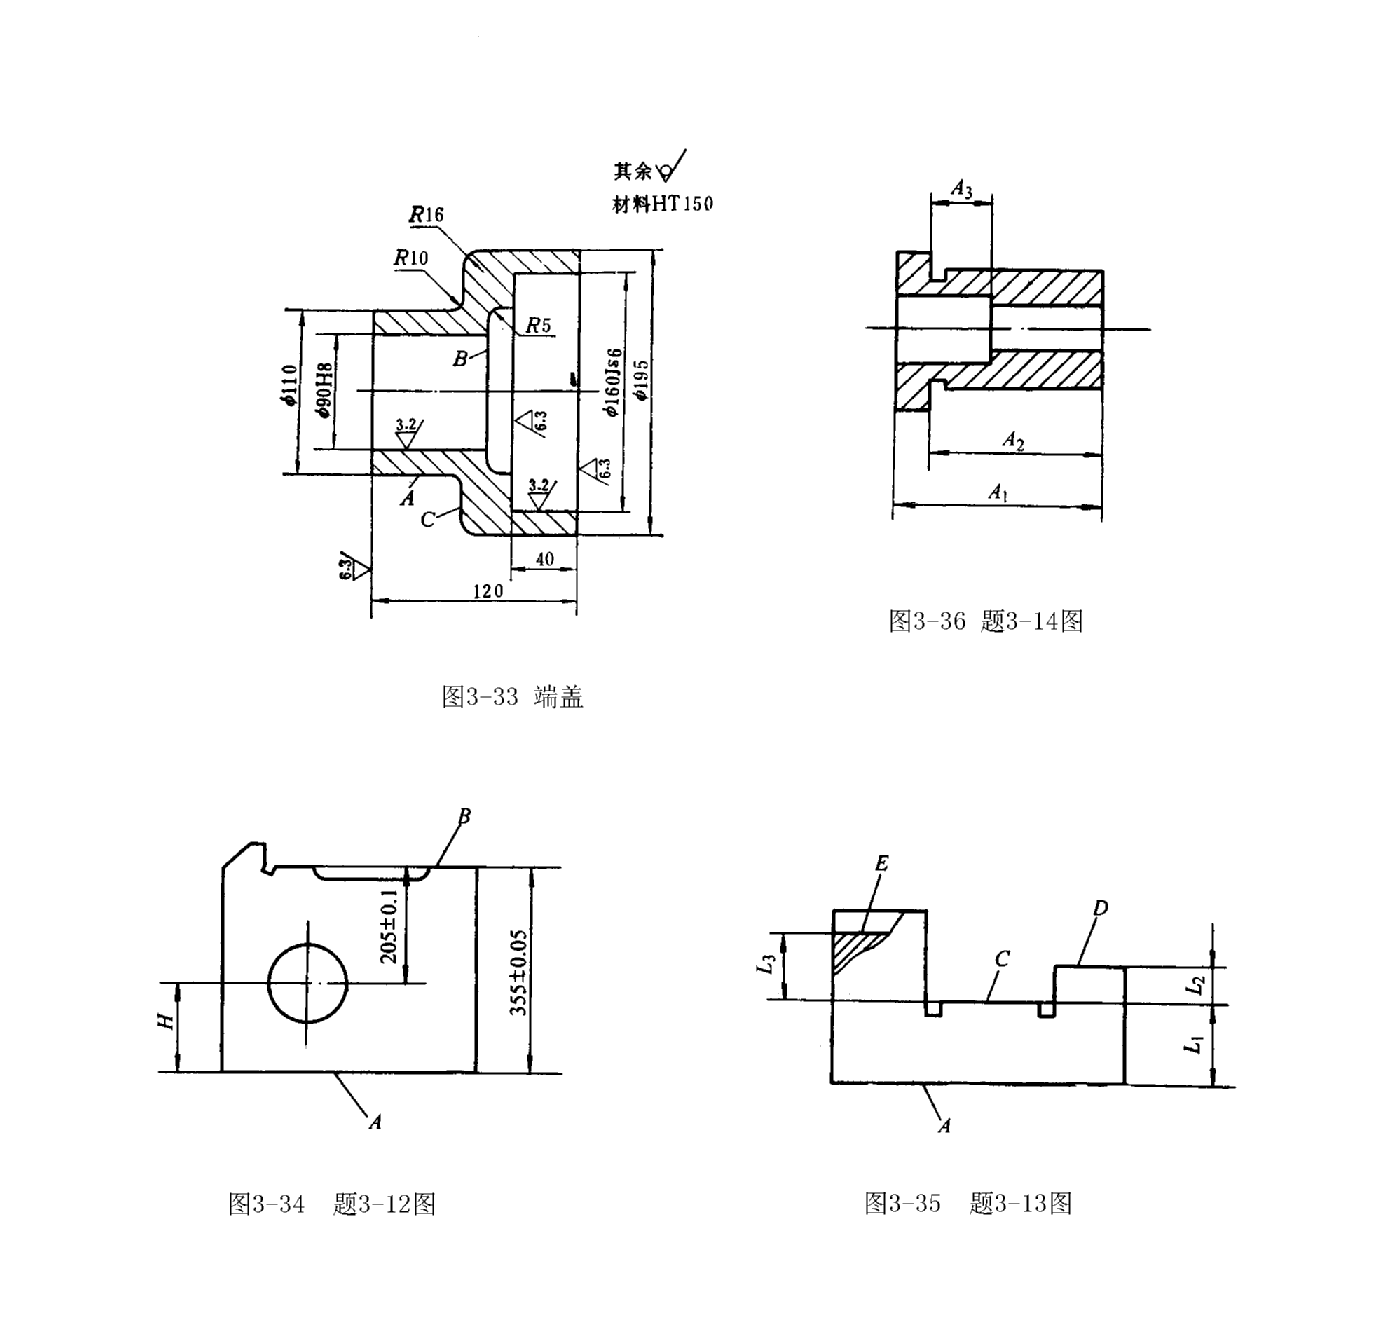 其余
材料HT150
R16
R10
R5
B
A
C
φ110
φ90H8
φ160Js6
φ195
3.2
6.3
6.3
3.2
6.3
40
120
图3-33 端盖
A3
A2
A1
图3-36 题3-14图
B
205±0.1
355±0.05
H
A
图3-34 题3-12图
E
D
C
L3
L2
L1
A
图3-35 题3-13图